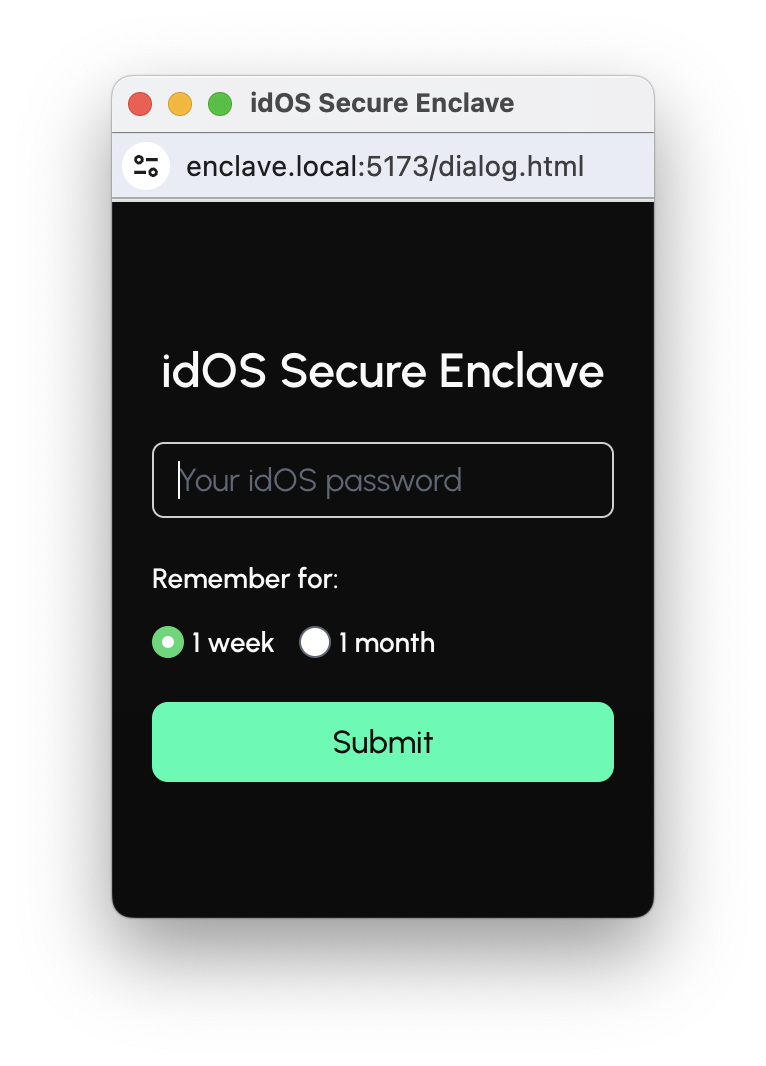 idOS Secure Enclave
enclave.local:5173/dialog.html
idOS Secure Enclave
Your idOS password
Remember for:
1 week 1 month
Submit